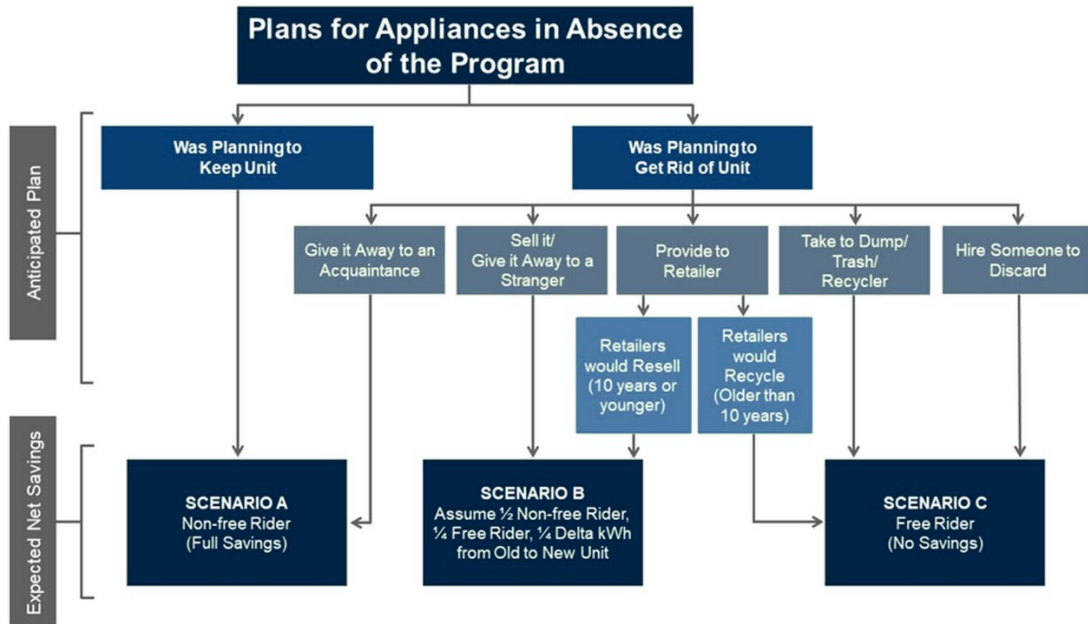 Plans for Appliances in Absence
of the Program
Anticipated Plan
Was Planning to
Keep Unit
Was Planning to
Get Rid of Unit
Give it Away to an
Acquaintance
Sell it/
Give it Away to a
Stranger
Provide to
Retailer
Take to Dump/
Trash/
Recycler
Hire Someone to
Discard
Retailers
would Resell
(10 years or
younger)
Retailers
would
Recycle
(Older than
10 years)
Expected Net Savings
SCENARIO A
Non-free Rider
(Full Savings)
SCENARIO B
Assume ½ Non-free Rider,
¼ Free Rider, ¼ Delta kWh
from Old to New Unit
SCENARIO C
Free Rider
(No Savings)